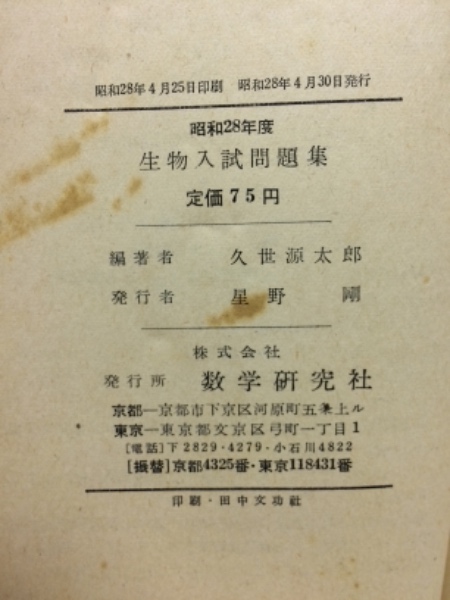 昭和28年4月25日印刷　昭和28年4月30日発行
昭和28年度
生物入試問題集
定価75円
編著者　久世源太郎
発行者　星野　剛
株式会社
発行所　数学研究社
京都—京都市下京区河原町五条上ル
東京—東京都文京区弓町一丁目1
［電話］下2829・4279・小石川4822
［振替］京都4325番・東京118431番
印刷・田中文功社